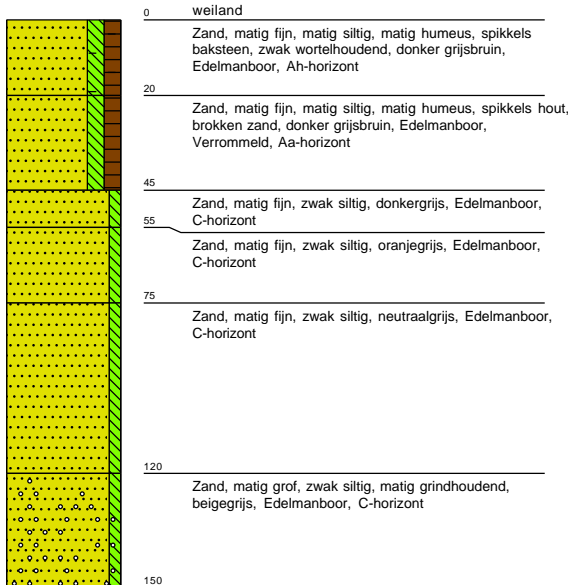 0
weiland
Zand, matig fijn, matig siltig, matig humeus, spikkels
baksteen, zwak wortelhoudend, donker grijsbruin,
Edelmanboor, Ah-horizont
20
Zand, matig fijn, matig siltig, matig humeus, spikkels hout,
brokken zand, donker grijsbruin, Edelmanboor,
Verrommeld, Aa-horizont
45
Zand, matig fijn, zwak siltig, donkergrijs, Edelmanboor,
C-horizont
55
Zand, matig fijn, zwak siltig, oranjegrijs, Edelmanboor,
C-horizont
75
Zand, matig fijn, zwak siltig, neutraalgrijs, Edelmanboor,
C-horizont
120
Zand, matig grof, zwak siltig, matig grindhoudend,
beigegrijs, Edelmanboor, C-horizont
150